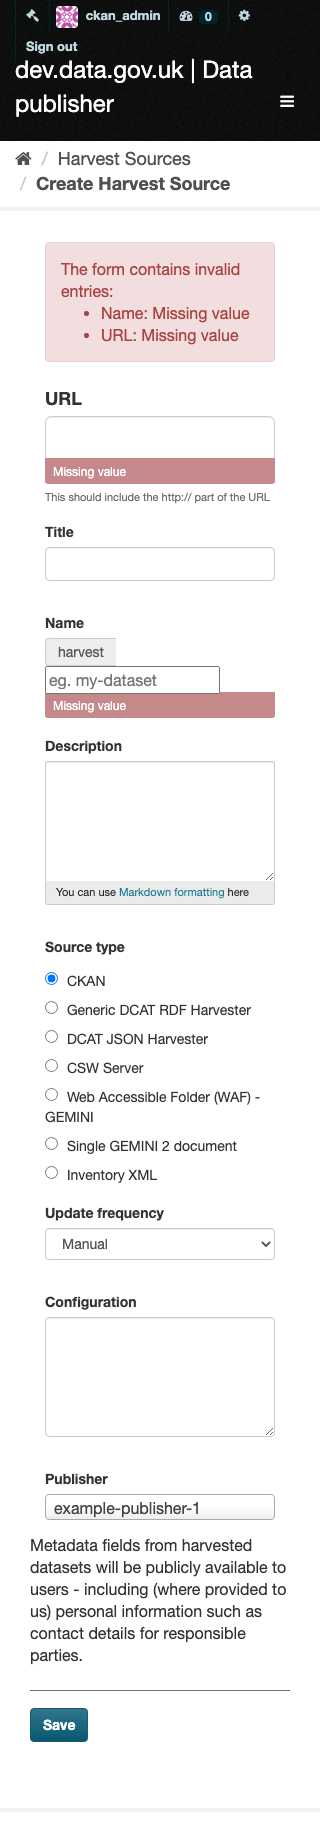 ckan_admin 0
Sign out
dev.data.gov.uk | Data
publisher
/ Harvest Sources
/ Create Harvest Source
The form contains invalid
entries:
• Name: Missing value
• URL: Missing value
URL
Missing value
This should include the http:// part of the URL
Title
Name
harvest
eg. my-dataset
Missing value
Description
You can use Markdown formatting here
Source type
CKAN
Generic DCAT RDF Harvester
DCAT JSON Harvester
CSW Server
Web Accessible Folder (WAF) -
GEMINI
Single GEMINI 2 document
Inventory XML
Update frequency
Manual
Configuration
Publisher
example-publisher-1
Metadata fields from harvested
datasets will be publicly available to
users - including (where provided to
us) personal information such as
contact details for responsible
parties.
Save